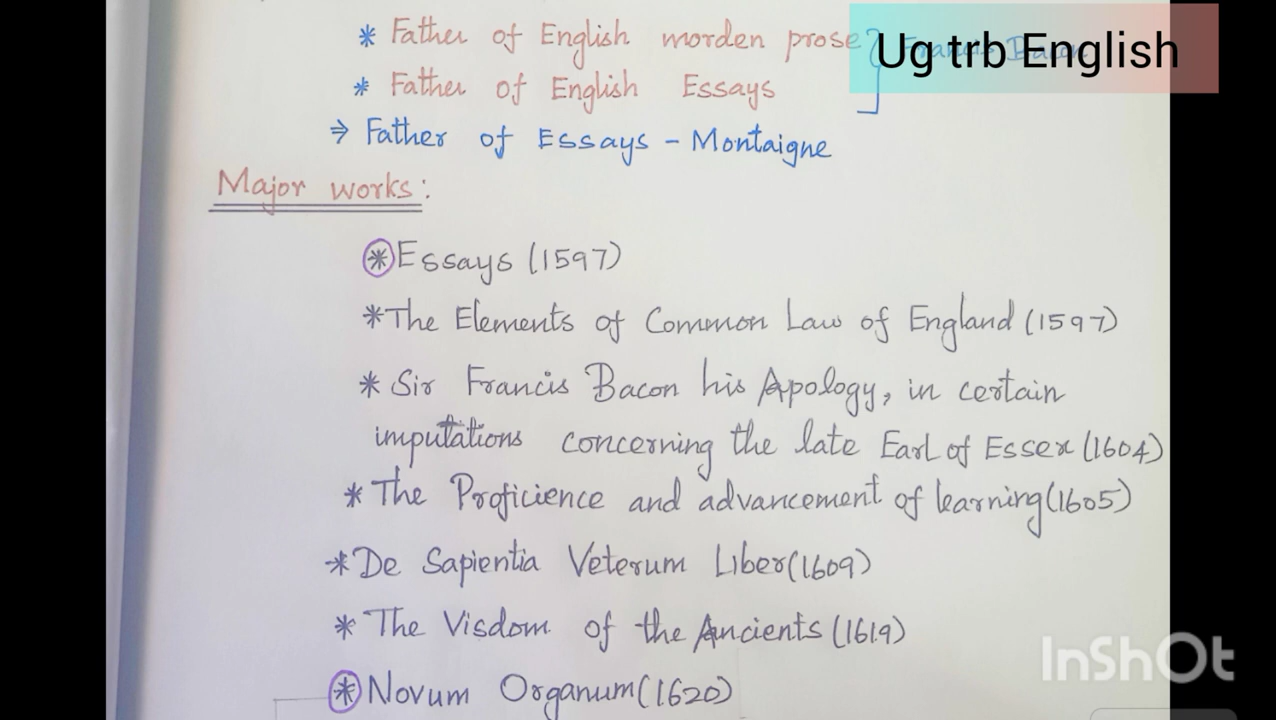 * Father of English morden prose
Ug trb English
* Father of English Essays
⇒ Father of Essays - Montaigne
Major works:
* Essays (1597)
* The Elements of Common Law of England (1597)
* Sir Francis Bacon his Apology, in certain
imputations concerning the late Earl of Essex (1604)
* The Proficience and advancement of learning (1605)
* De Sapientia Veterum Liber (1609)
* The Visdom of the Ancients (1619)
* Novum Organum (1620)
InShOt